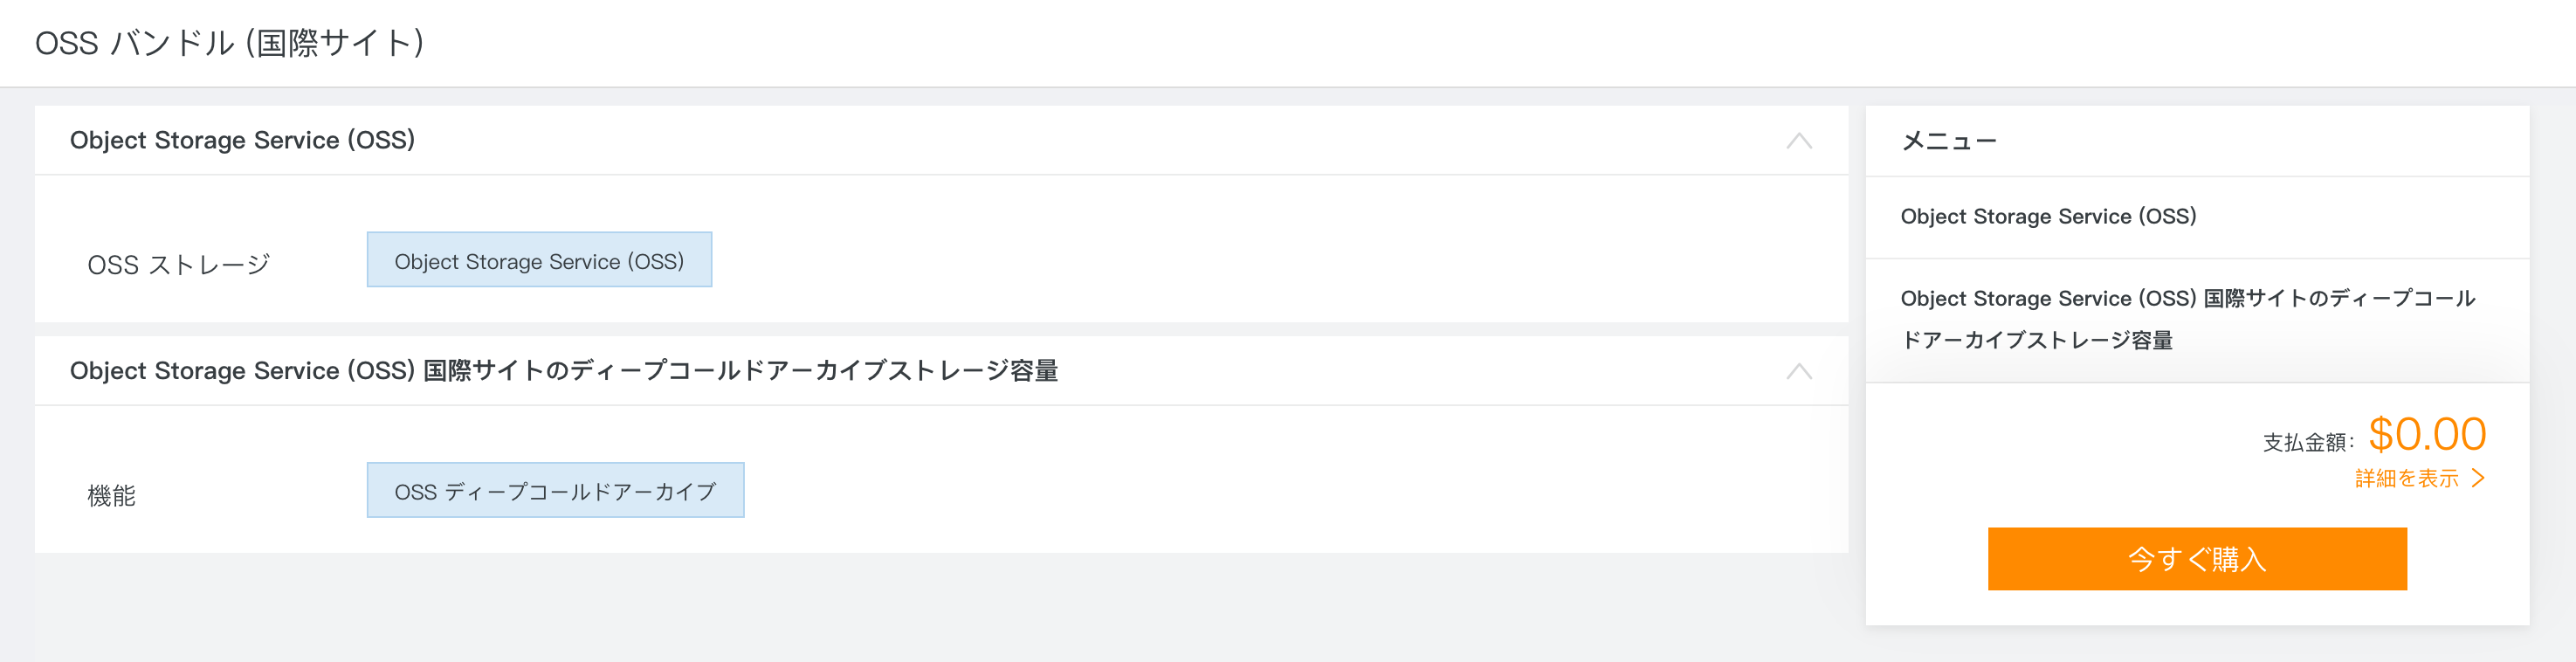 OSS バンドル (国際サイト)
Object Storage Service (OSS)
OSS ストレージ
Object Storage Service (OSS)
Object Storage Service (OSS) 国際サイトのディープコールドアーカイブストレージ容量
機能
OSS ディープコールドアーカイブ
メニュー
Object Storage Service (OSS)
Object Storage Service (OSS) 国際サイトのディープコール
ドアーカイブストレージ容量
支払金額: $0.00
詳細を表示
今すぐ購入